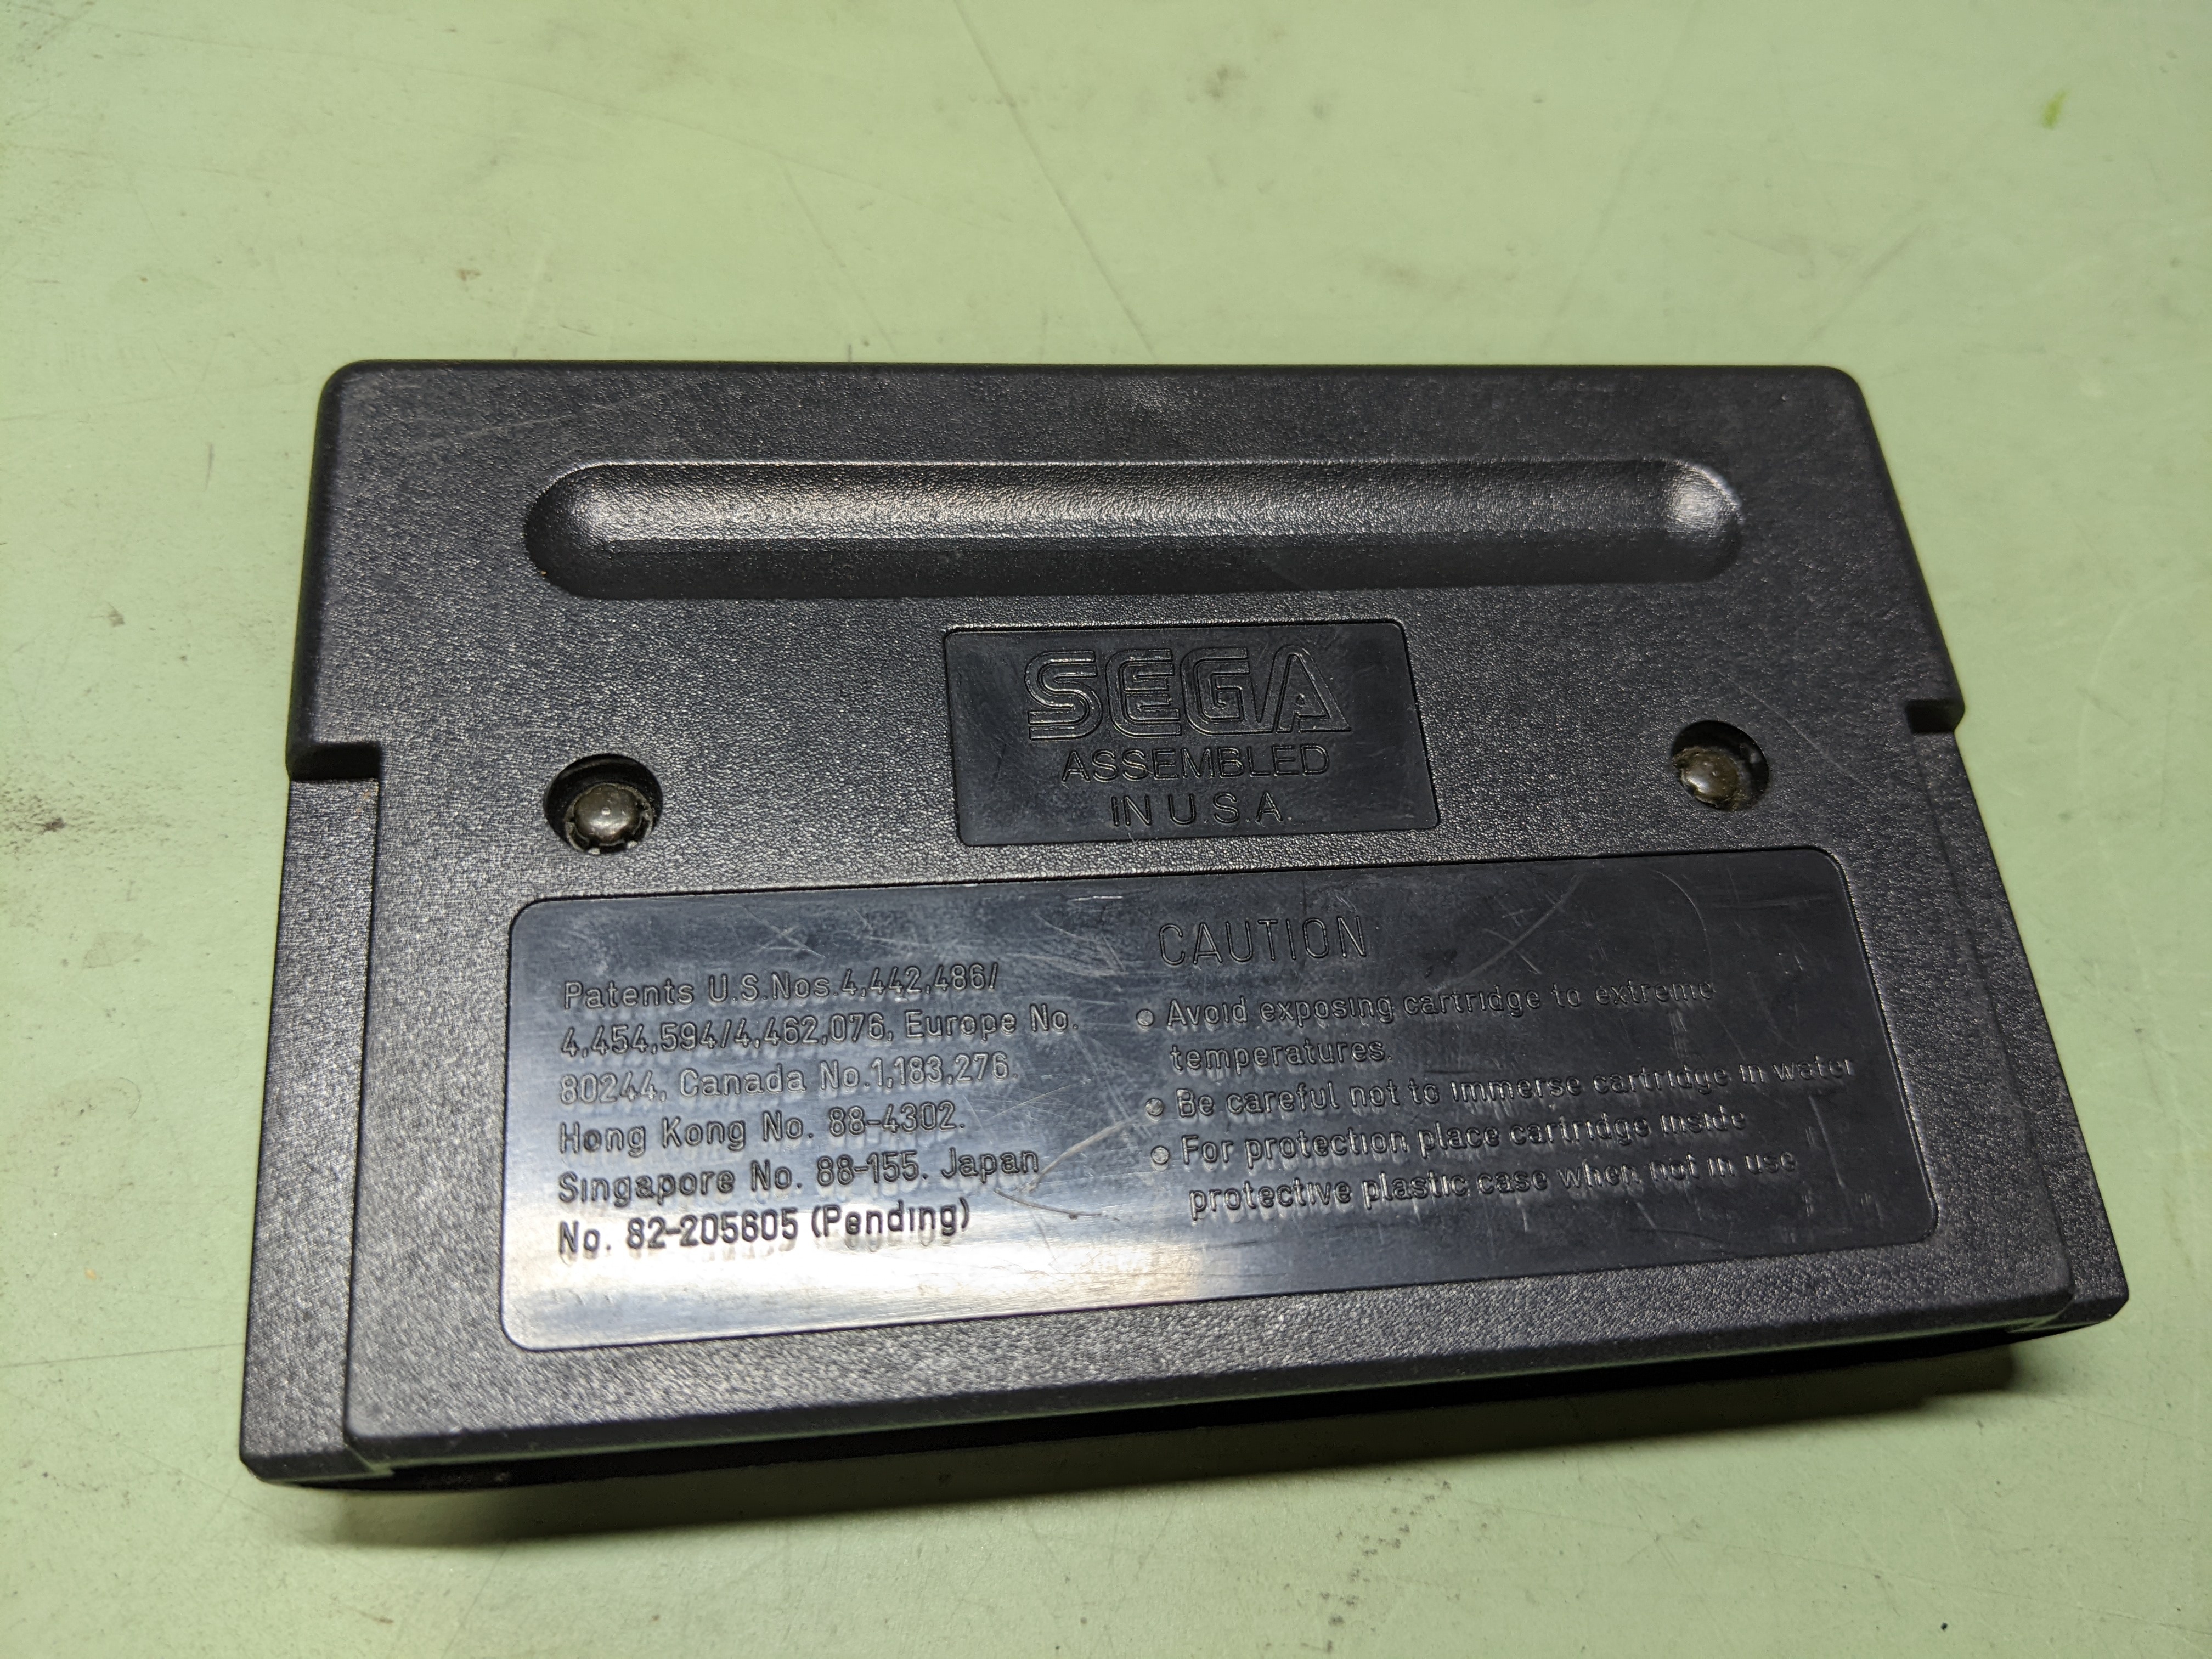 SEGA
ASSEMBLED
IN U.S.A.
CAUTION
Patents U.S.Nos.4,442,486/
4,454,594/4,462,076, Europe No.
80244, Canada No.1,183,276.
Hong Kong No. 88-4302.
Singapore No. 88-155. Japan
No. 82-205605 (Pending)
● Avoid exposing cartridge to extreme
temperatures.
● Be careful not to immerse cartridge in water
● For protection place cartridge inside
protective plastic case when not in use